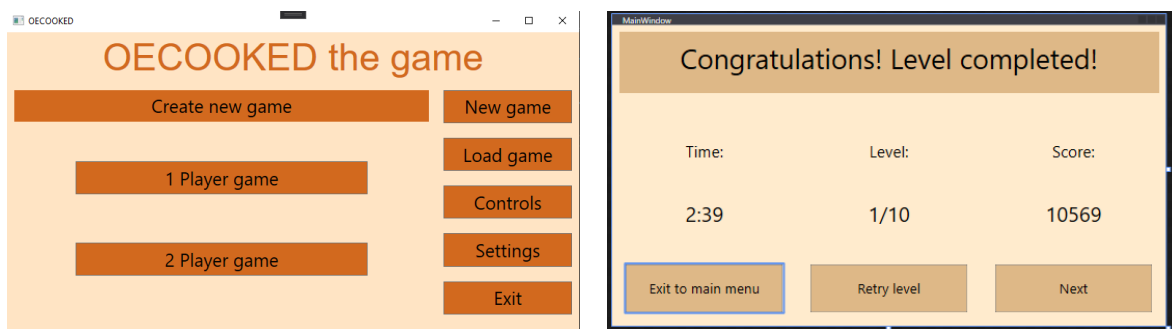 OECOOKED
OECOOKED the game
Create new game
1 Player game
2 Player game
New game
Load game
Controls
Settings
Exit
MainWindow
Congratulations! Level completed!
Time: Level: Score:
2:39 1/10 10569
Exit to main menu Retry level Next